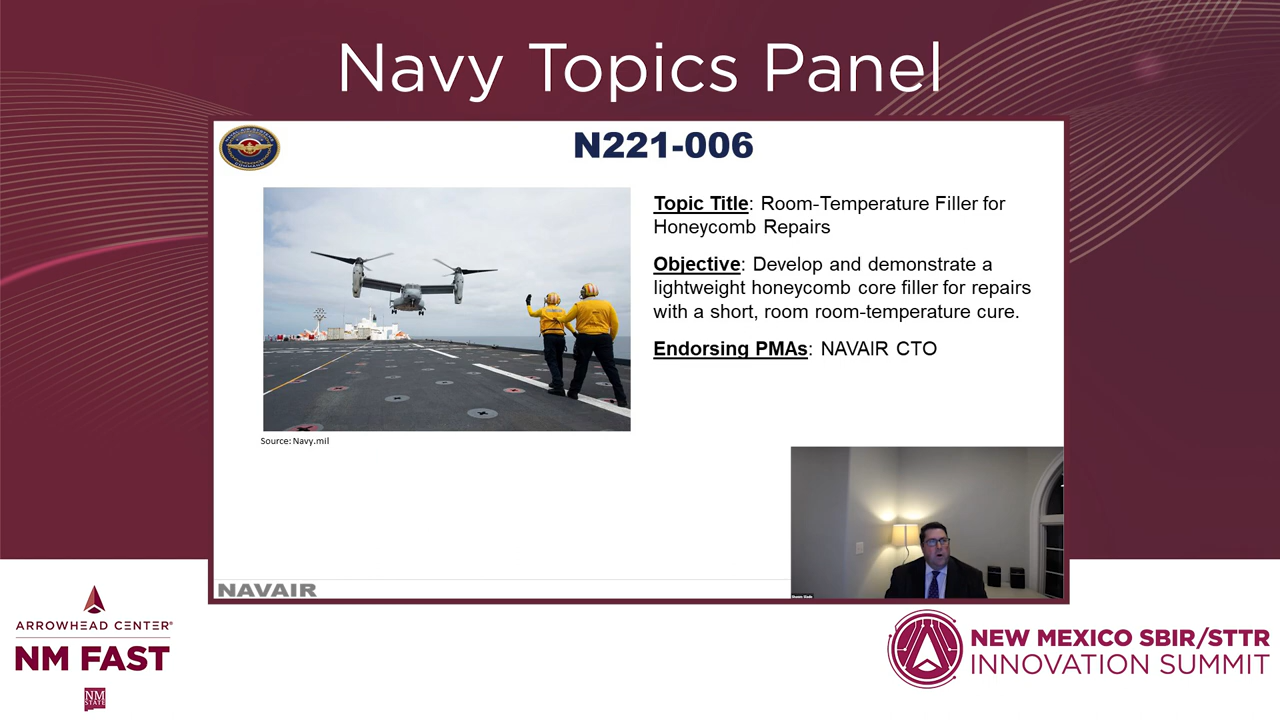 Navy Topics Panel
N221-006
Topic Title: Room-Temperature Filler for
Honeycomb Repairs
Objective: Develop and demonstrate a
lightweight honeycomb core filler for repairs
with a short, room room-temperature cure.
Endorsing PMAs: NAVAIR CTO
Source: Navy.mil
NAVAIR
ARROWHEAD CENTER®
NM FAST
NM
STATE
NEW MEXICO SBIR/STTR
INNOVATION SUMMIT